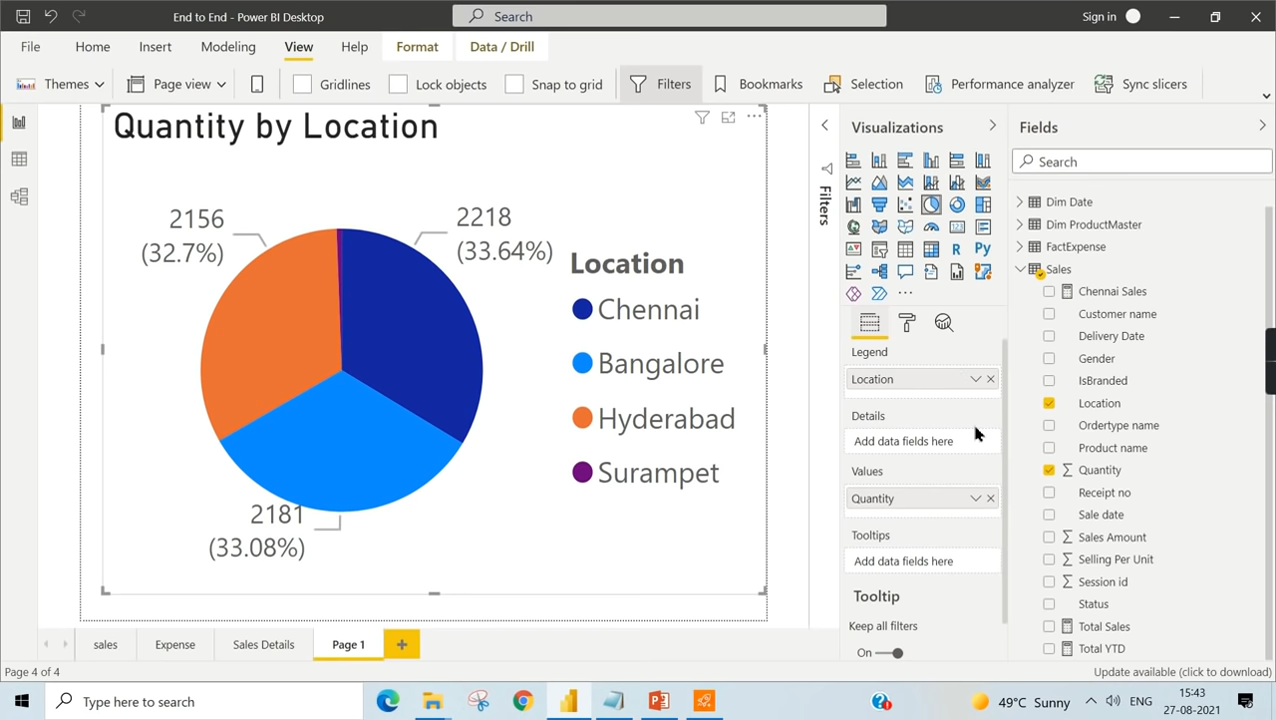 End to End - Power BI Desktop
Search
Sign in
File
Home
Insert
Modeling
View
Help
Format
Data / Drill
Themes
Page view
Gridlines
Lock objects
Snap to grid
Filters
Bookmarks
Selection
Performance analyzer
Sync slicers
Quantity by Location
2156
(32.7%)
2218
(33.64%)
2181
(33.08%)
Location
Chennai
Bangalore
Hyderabad
Surampet
Filters
Visualizations
R
Py
Legend
Location
Details
Add data fields here
Values
Quantity
Tooltips
Add data fields here
Tooltip
Keep all filters
On
Fields
Search
Dim Date
Dim ProductMaster
FactExpense
Sales
Chennai Sales
Customer name
Delivery Date
Gender
IsBranded
Location
Ordertype name
Product name
Quantity
Receipt no
Sale date
Sales Amount
Selling Per Unit
Session id
Status
Total Sales
Total YTD
sales
Expense
Sales Details
Page 1
Page 4 of 4
Update available (click to download)
Type here to search
49°C Sunny
ENG
15:43
27-08-2021